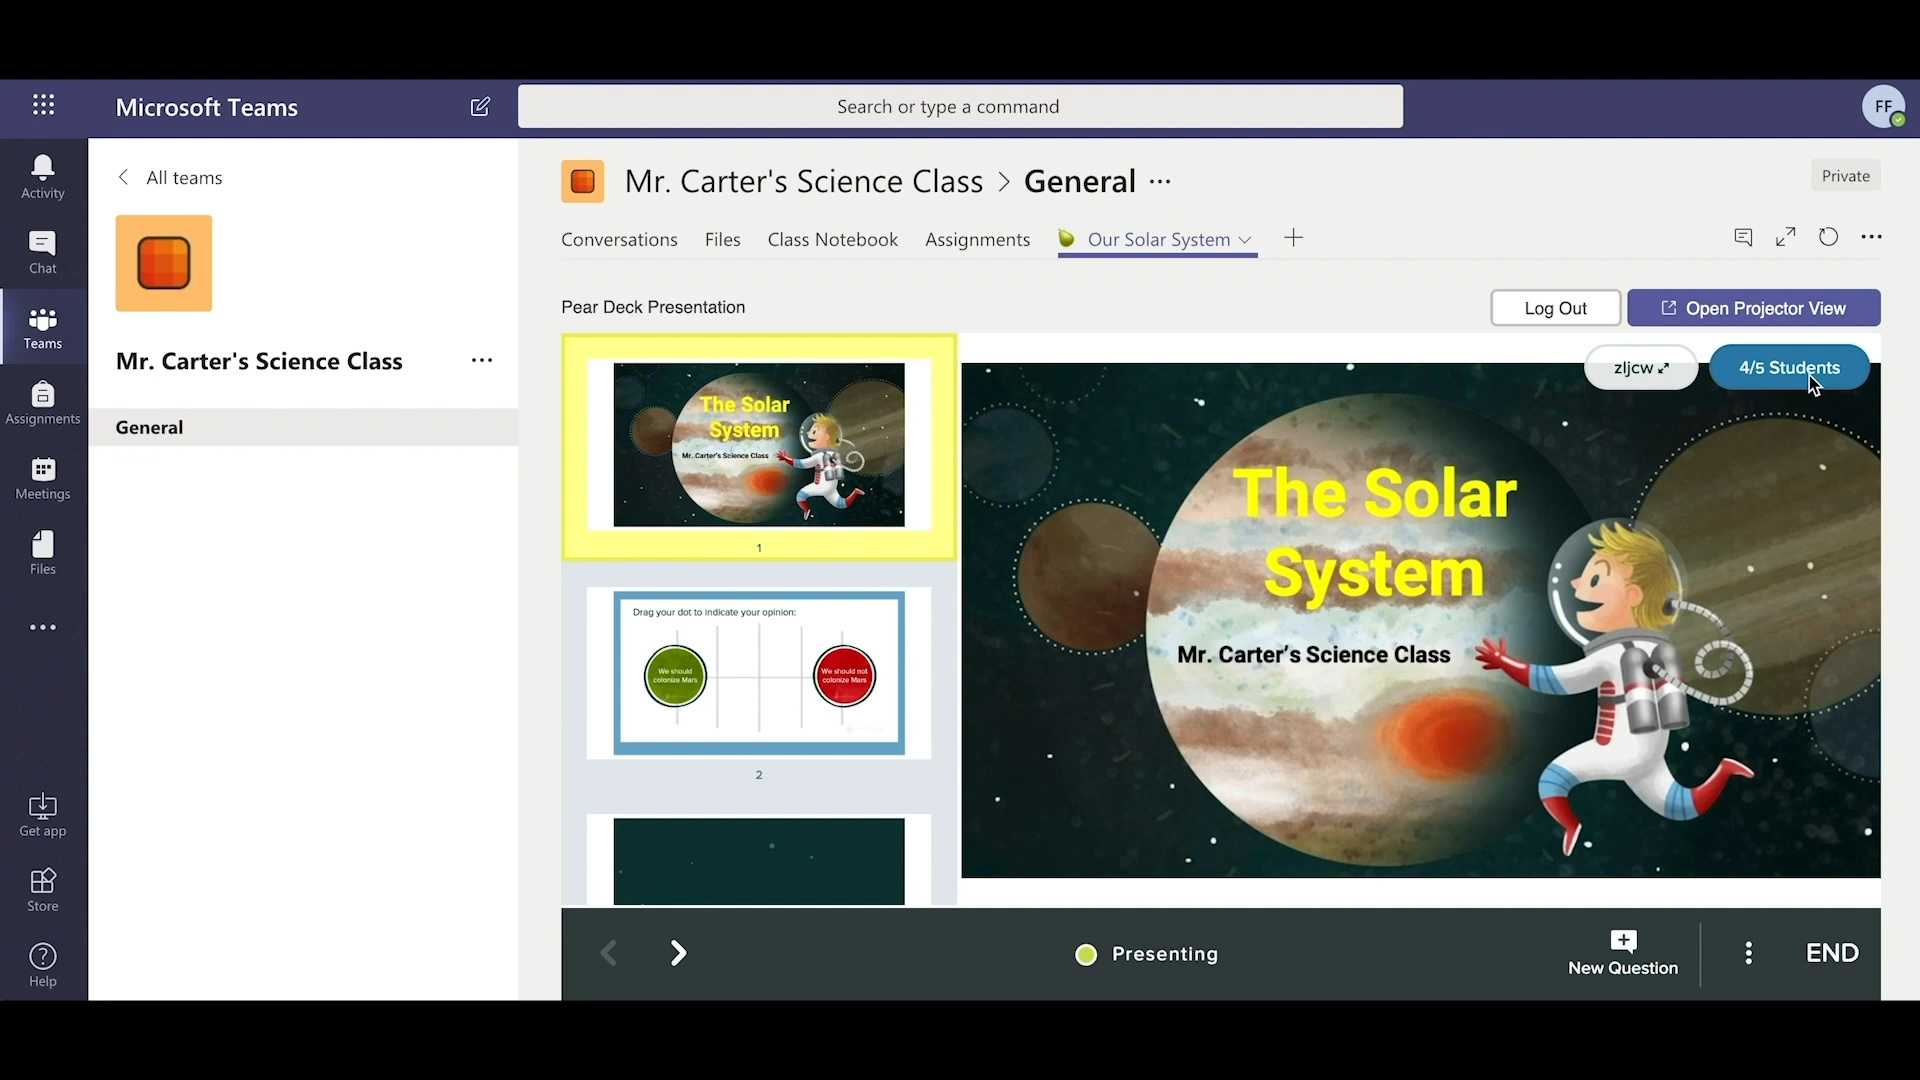 Microsoft Teams
Search or type a command
FF
Activity
Chat
Teams
Assignments
Meetings
Files
Get app
Store
Help
All teams
Mr. Carter's Science Class
General
Mr. Carter's Science Class > General
Private
Conversations
Files
Class Notebook
Assignments
Our Solar System
Pear Deck Presentation
Log Out
Open Projector View
The Solar
System
Mr. Carter's Science Class
1
Drag your dot to indicate your opinion:
We should
colonize Mars
We should not
colonize Mars
2
zljcw
4/5 Students
The Solar
System
Mr. Carter's Science Class
Presenting
New Question
END